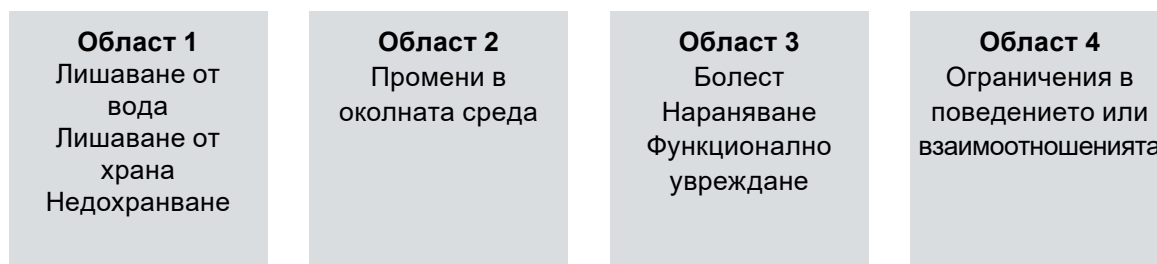 Област 1
Лишаване от
вода
Лишаване от
храна
Недохранване
Област 2
Промени в
околната среда
Област 3
Болест
Нараняване
Функционално
увреждане
Област 4
Ограничения в
поведението или
взаимоотношенията